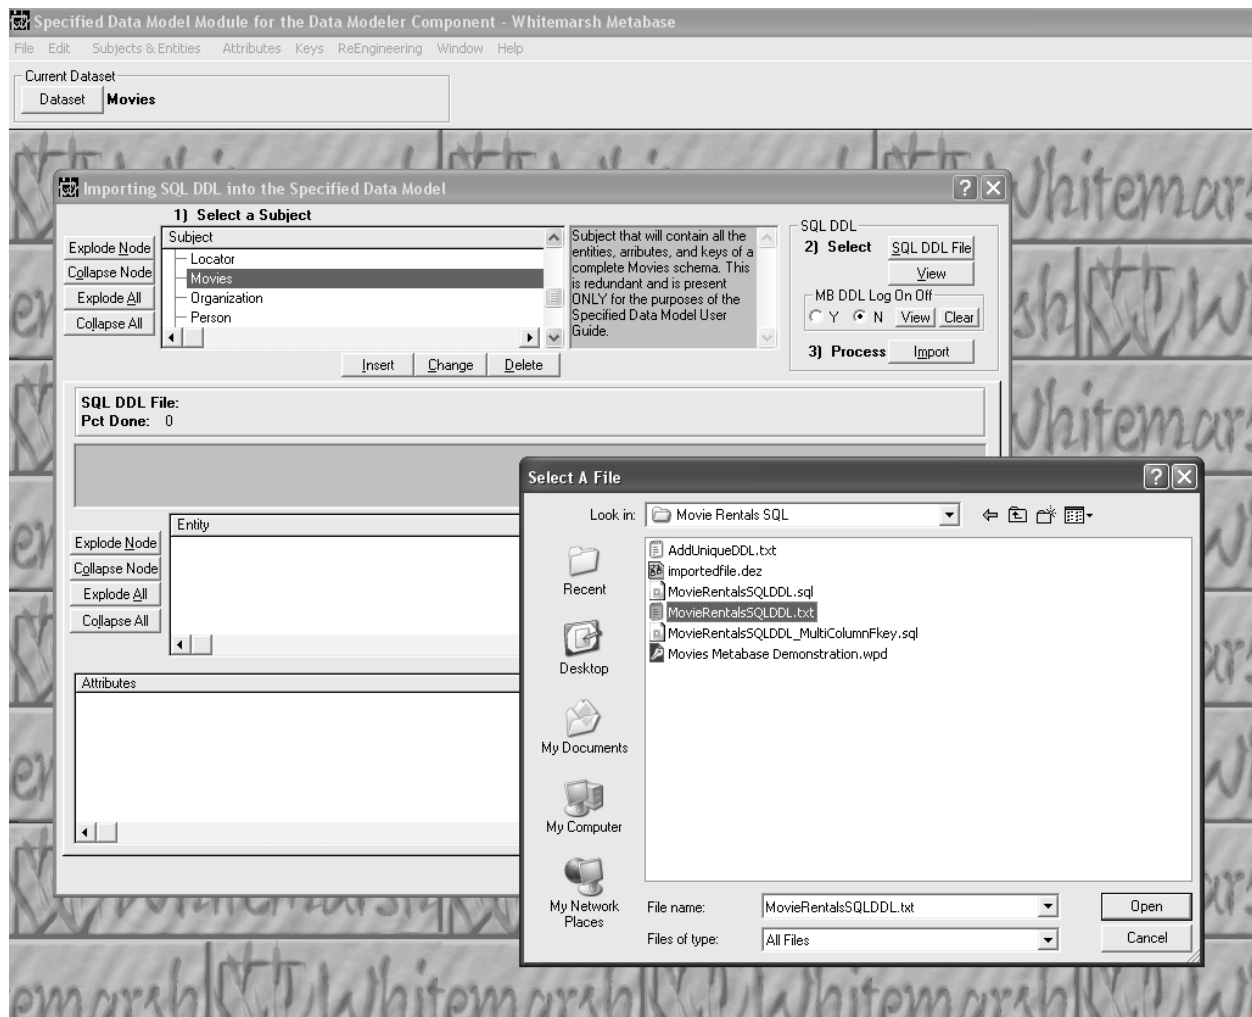 Specified Data Model Module for the Data Modeler Component - Whitemarsh Metabase
File Edit Subjects & Entities Attributes Keys ReEngineering Window Help
Current Dataset
Dataset Movies
Importing SQL DDL into the Specified Data Model
1) Select a Subject
Explode Node
Collapse Node
Explode All
Collapse All
Subject
Locator
Movies
Organization
Person
Subject that will contain all the
entities, arributes, and keys of a
complete Movies schema. This
is redundant and is present
ONLY for the purposes of the
Specified Data Model User
Guide.
SQL DDL
2) Select SQL DDL File
View
MB DDL Log On Off
Y N View Clear
3) Process Import
Insert Change Delete
SQL DDL File:
Pct Done: 0
Explode Node
Collapse Node
Explode All
Collapse All
Entity
Attributes
Select A File
Look in: Movie Rentals SQL
Recent
Desktop
My Documents
My Computer
My Network
Places
AddUniqueDDL.txt
importedfile.dez
MovieRentalsSQLDDL.sql
MovieRentalsSQLDDL.txt
MovieRentalsSQLDDL_MultiColumnFkey.sql
Movies Metabase Demonstration.wpd
File name: MovieRentalsSQLDDL.txt Open
Files of type: All Files Cancel
Whitemarsh